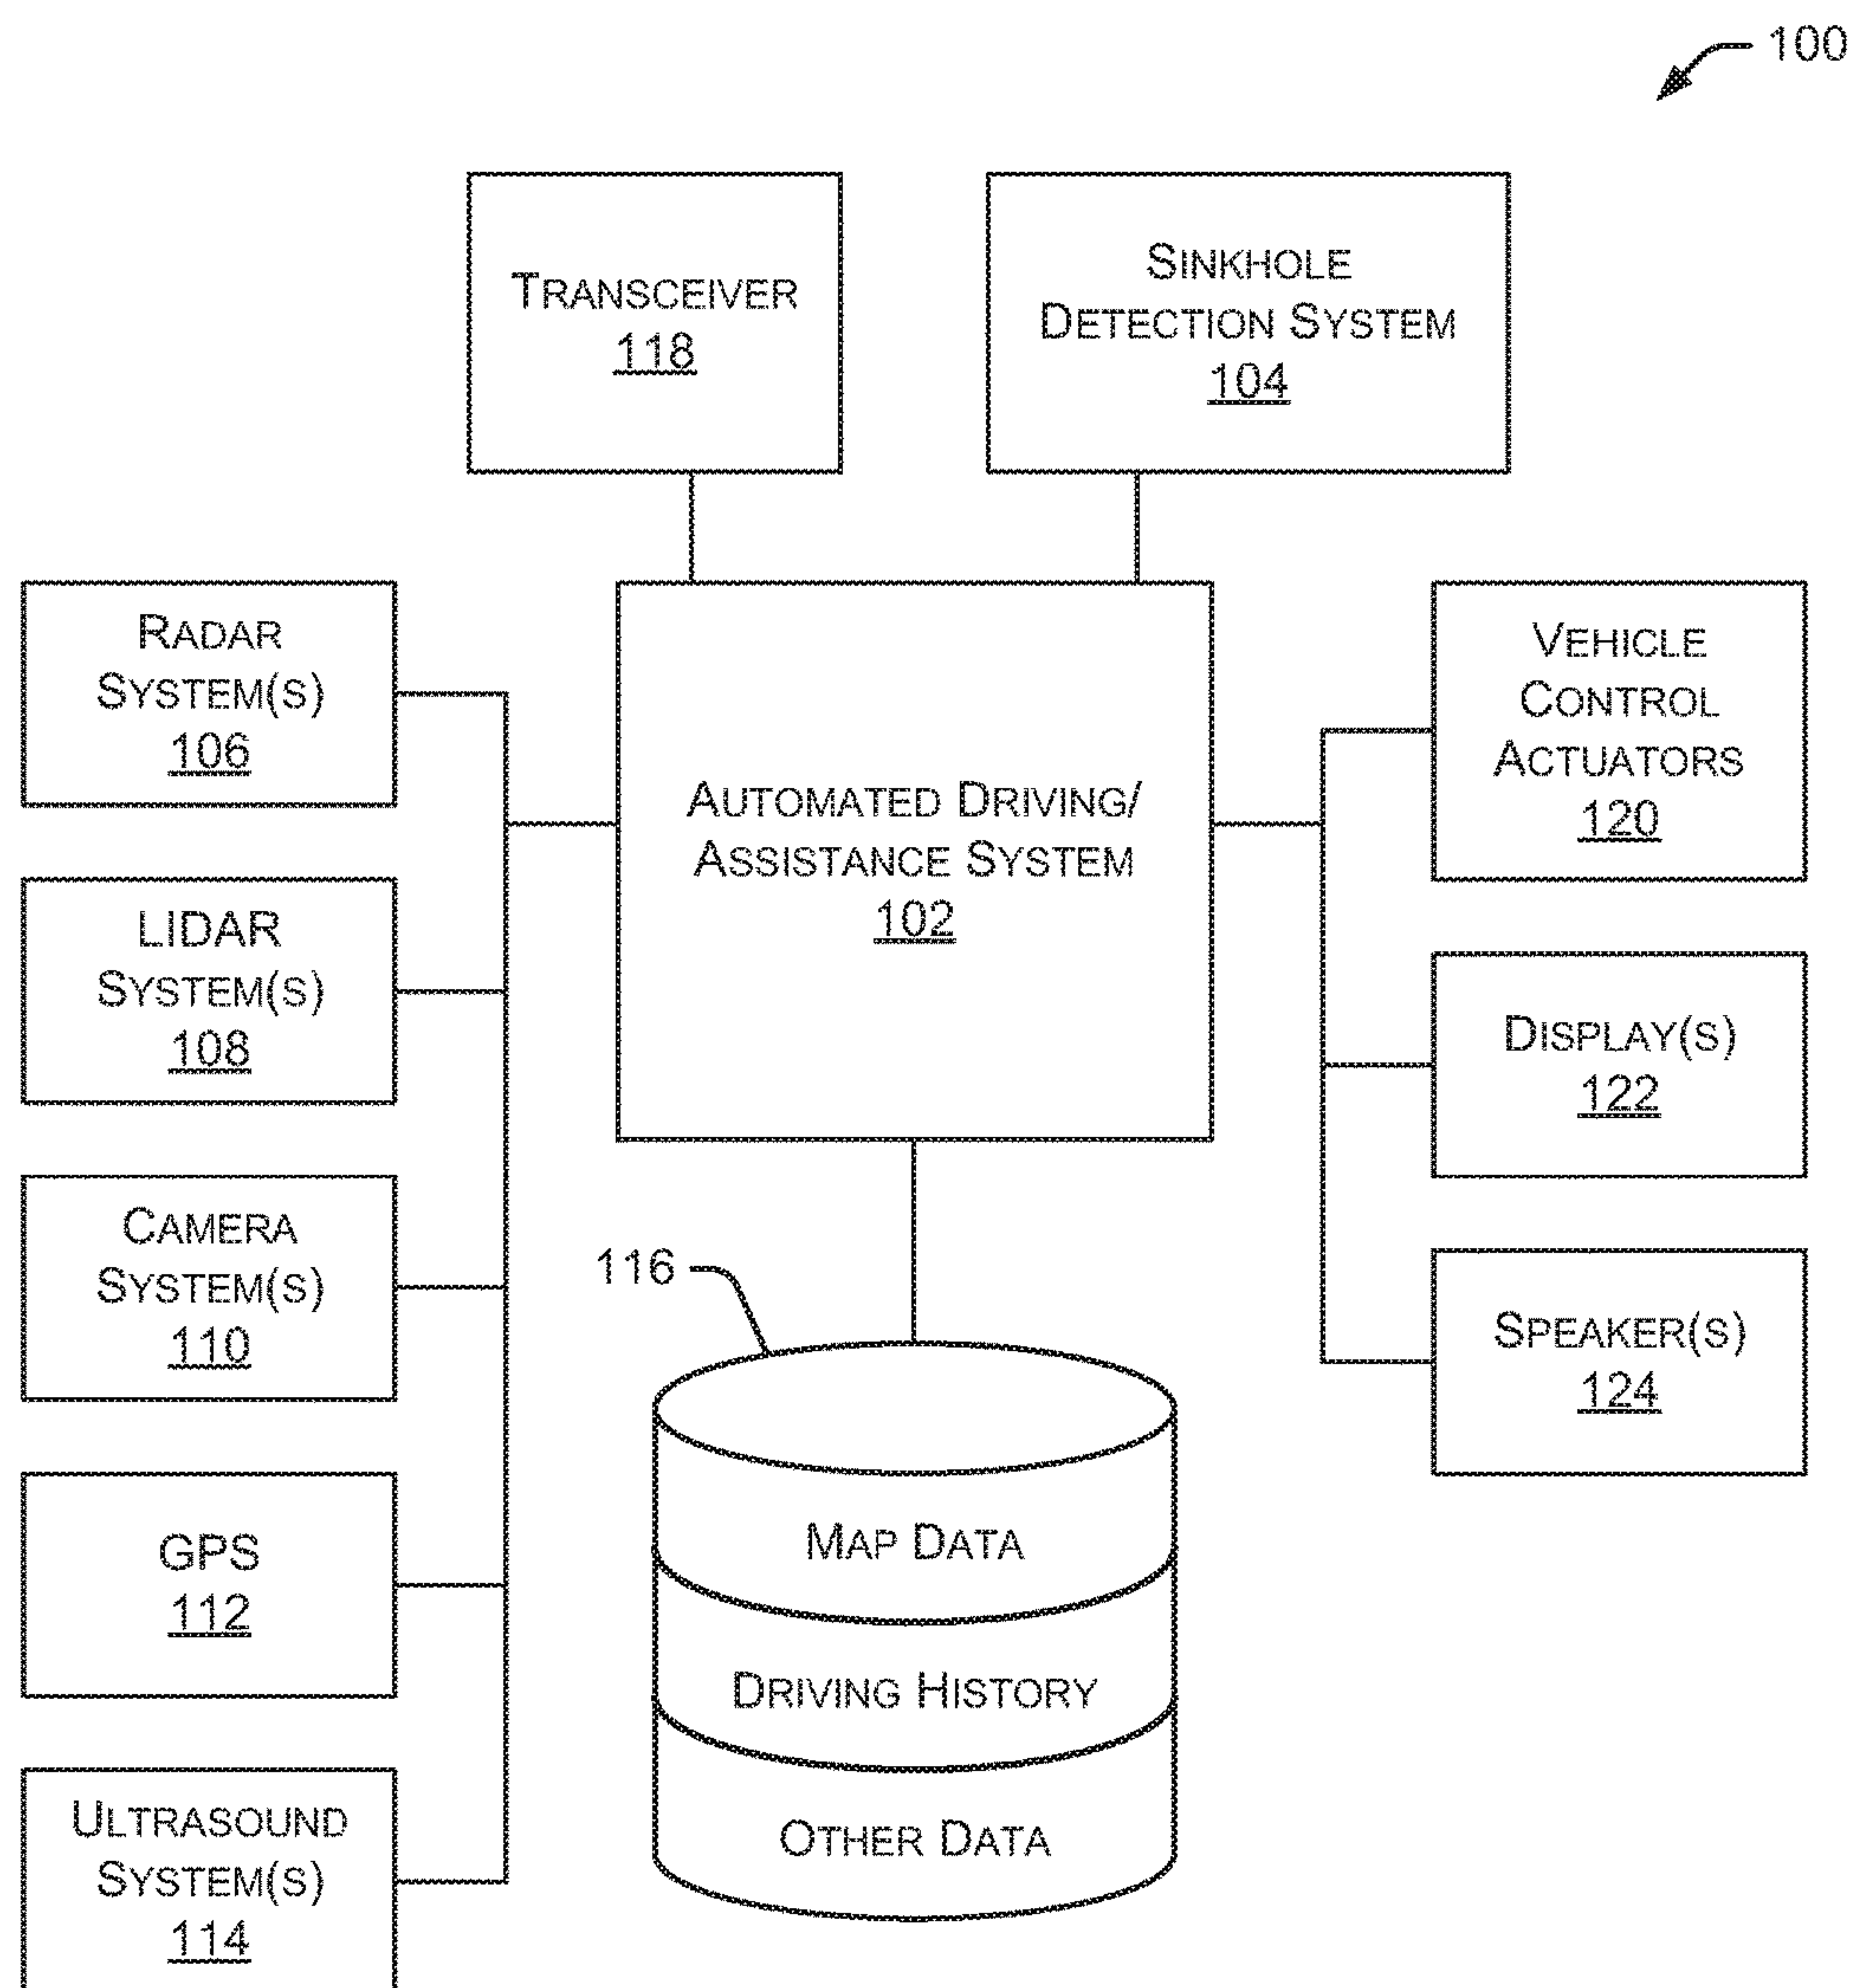 100
TRANSCEIVER
118
SINKHOLE
DETECTION SYSTEM
104
RADAR
SYSTEM(S)
106
LIDAR
SYSTEM(S)
108
CAMERA
SYSTEM(S)
110
GPS
112
ULTRASOUND
SYSTEM(S)
114
AUTOMATED DRIVING/
ASSISTANCE SYSTEM
102
116
MAP DATA
DRIVING HISTORY
OTHER DATA
VEHICLE
CONTROL
ACTUATORS
120
DISPLAY(S)
122
SPEAKER(S)
124